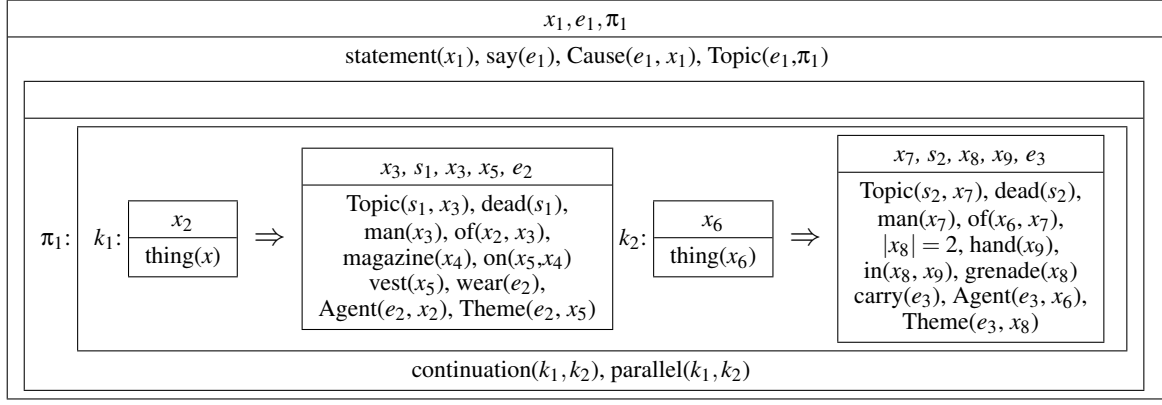 x1, e1, π1
statement(x1), say(e1), Cause(e1, x1), Topic(e1,π1)
π1:
k1:
x2
thing(x)
⇒
x3, s1, x3, x5, e2
Topic(s1, x3), dead(s1),
man(x3), of(x2, x3),
magazine(x4), on(x5,x4)
vest(x5), wear(e2),
Agent(e2, x2), Theme(e2, x5)
k2:
x6
thing(x6)
⇒
x7, s2, x8, x9, e3
Topic(s2, x7), dead(s2),
man(x7), of(x6, x7),
|x8| = 2, hand(x9),
in(x8, x9), grenade(x8)
carry(e3), Agent(e3, x6),
Theme(e3, x8)
continuation(k1,k2), parallel(k1,k2)